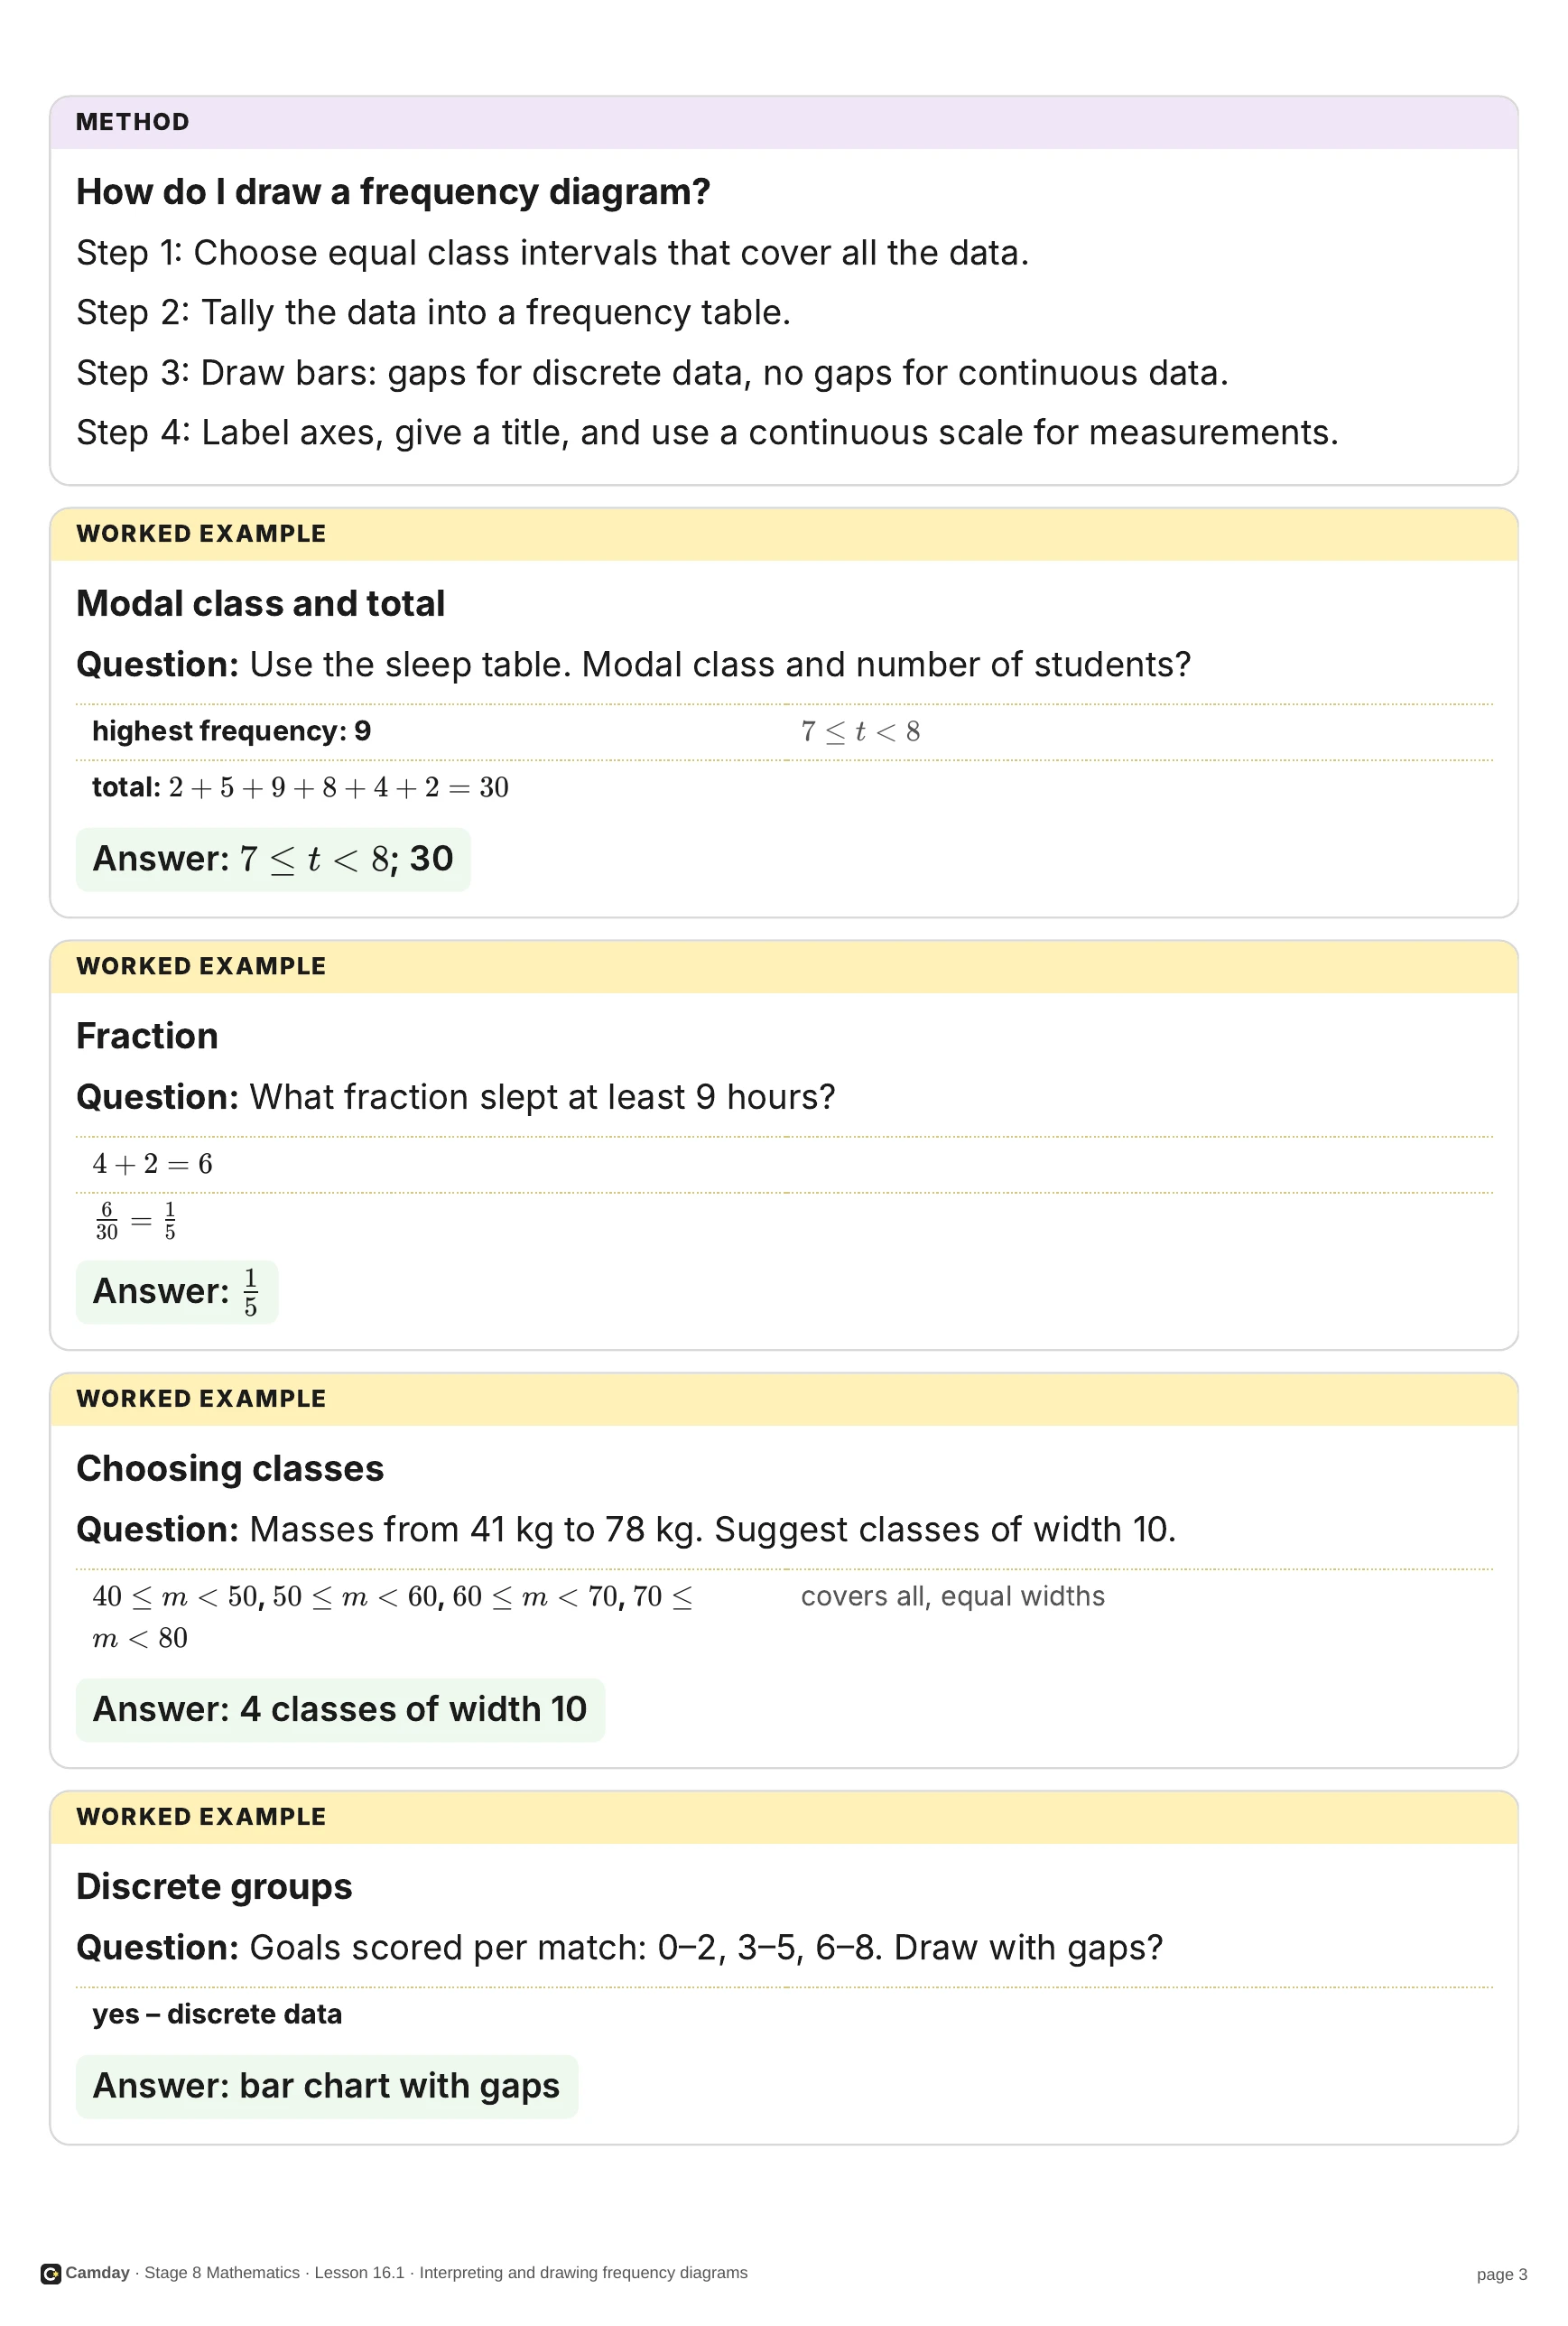 METHOD
How do I draw a frequency diagram?
Step 1: Choose equal class intervals that cover all the data.
Step 2: Tally the data into a frequency table.
Step 3: Draw bars: gaps for discrete data, no gaps for continuous data.
Step 4: Label axes, give a title, and use a continuous scale for measurements.
WORKED EXAMPLE
Modal class and total
Question: Use the sleep table. Modal class and number of students?
highest frequency: 9 7 ≤ t < 8
total: 2 + 5 + 9 + 8 + 4 + 2 = 30
Answer: 7 ≤ t < 8; 30
WORKED EXAMPLE
Fraction
Question: What fraction slept at least 9 hours?
4 + 2 = 6
6/30 = 1/5
Answer: 1/5
WORKED EXAMPLE
Choosing classes
Question: Masses from 41 kg to 78 kg. Suggest classes of width 10.
40 ≤ m < 50, 50 ≤ m < 60, 60 ≤ m < 70, 70 ≤ covers all, equal widths
m < 80
Answer: 4 classes of width 10
WORKED EXAMPLE
Discrete groups
Question: Goals scored per match: 0–2, 3–5, 6–8. Draw with gaps?
yes – discrete data
Answer: bar chart with gaps
Camday · Stage 8 Mathematics · Lesson 16.1 · Interpreting and drawing frequency diagrams page 3